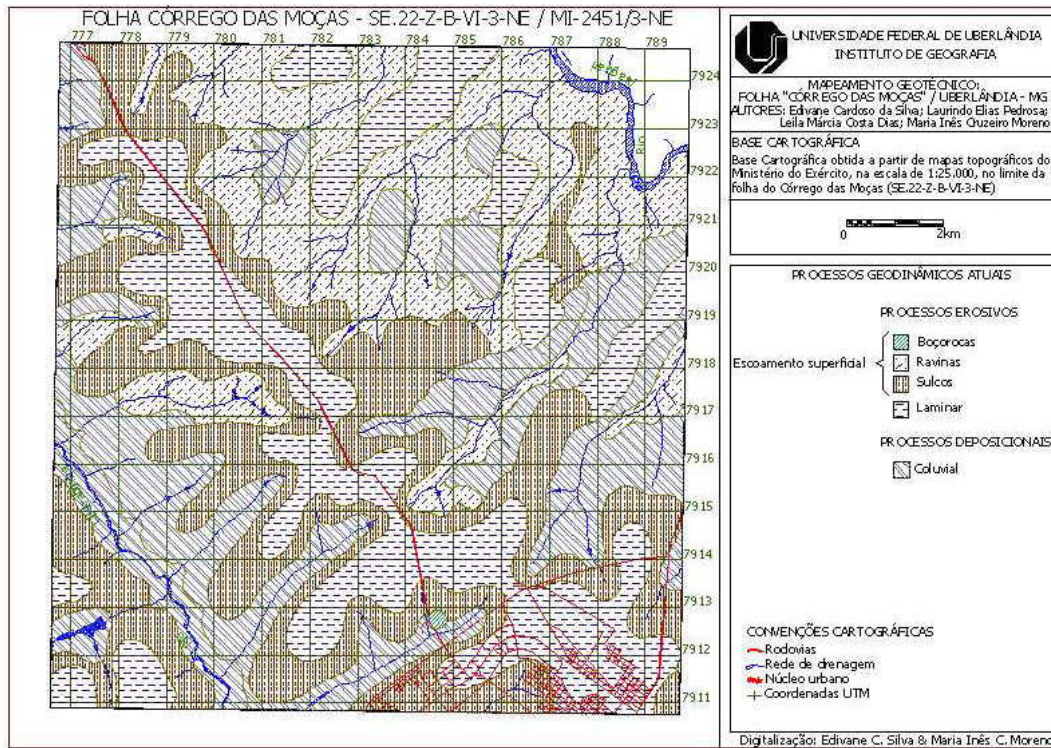 FOLHA CÓRREGO DAS MOÇAS - SE.22-Z-B-VI-3-NE / MI-2451/3-NE
777 778 779 780 781 782 783 784 785 786 787 788 789
7924
7923
7922
7921
7920
7919
7918
7917
7916
7915
7914
7913
7912
7911
Rio
UNIVERSIDADE FEDERAL DE UBERLÂNDIA
INSTITUTO DE GEOGRAFIA
MAPEAMENTO GEOTÉCNICO:
FOLHA "CÓRREGO DAS MOÇAS" / UBERLÂNDIA - MG
AUTORES: Edivane Cardoso da Silva; Laurindo Elias Pedrosa;
Leila Márcia Costa Dias; Maria Inês Cruzeiro Moreno
BASE CARTOGRÁFICA
Base Cartográfica obtida a partir de mapas topográficos do
Ministério do Exército, na escala de 1:25.000, no limite da
folha do Córrego das Moças (SE.22-Z-B-VI-3-NE)
0 2km
PROCESSOS GEODINÂMICOS ATUAIS
PROCESSOS EROSIVOS
Escoamento superficial
Boçorocas
Ravinas
Sulcos
Laminar
PROCESSOS DEPOSICIONAIS
Coluvial
CONVENÇÕES CARTOGRÁFICAS
Rodovias
Rede de drenagem
Núcleo urbano
Coordenadas UTM
Digitalização: Edivane C. Silva & Maria Inês C. Moreno